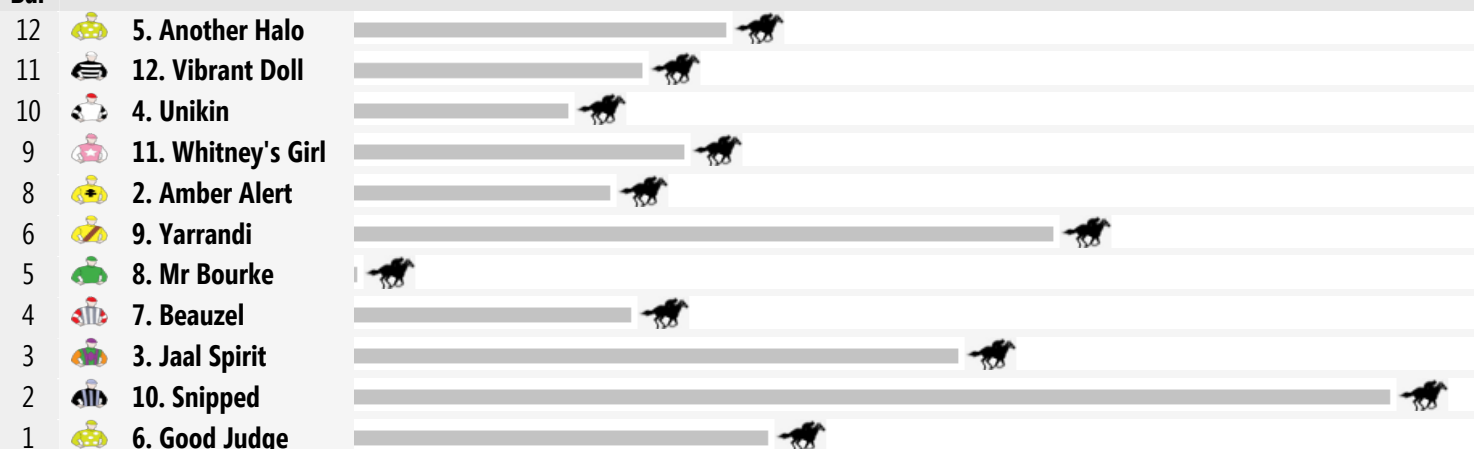 Bar
12 5. Another Halo
11 12. Vibrant Doll
10 4. Unikin
9 11. Whitney's Girl
8 2. Amber Alert
6 9. Yarrandi
5 8. Mr Bourke
4 7. Beauzel
3 3. Jaal Spirit
2 10. Snipped
1 6. Good Judge